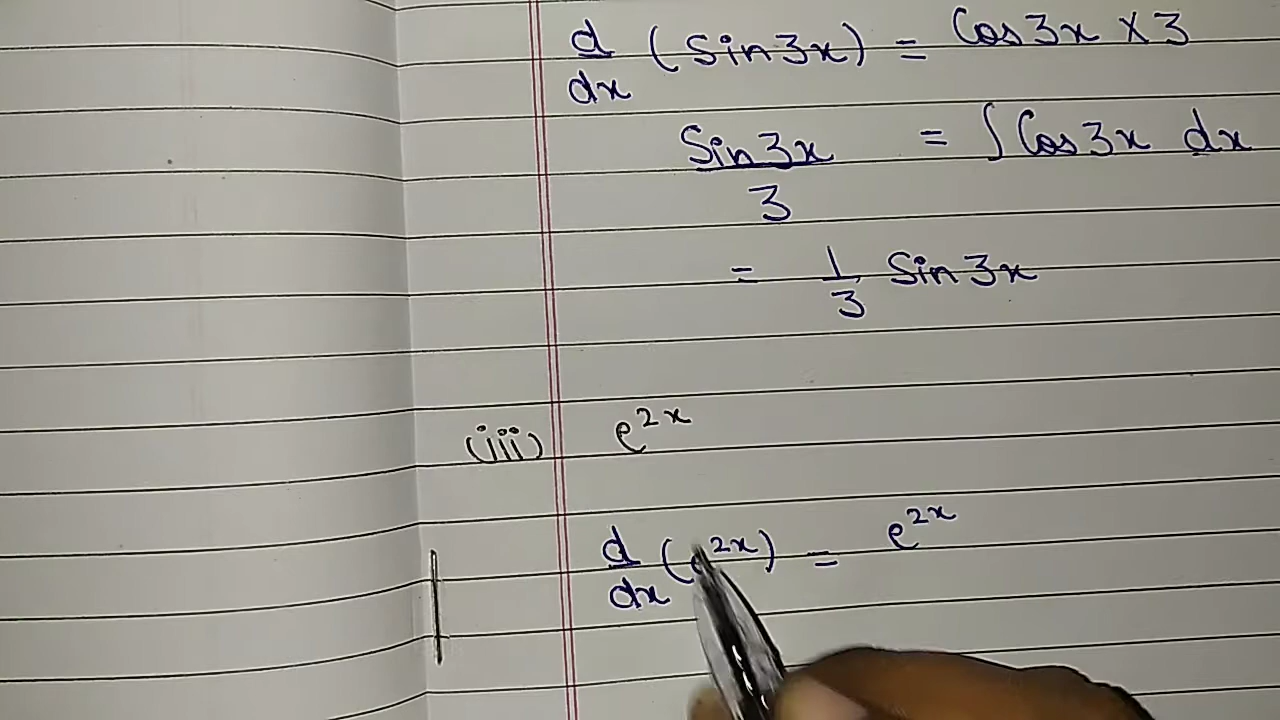 d/dx (Sin3x) = Cos3x × 3
Sin3x/3 = ∫ Cos3x dx
= 1/3 Sin3x
(iii) e^2x
d/dx (e^2x) = e^2x